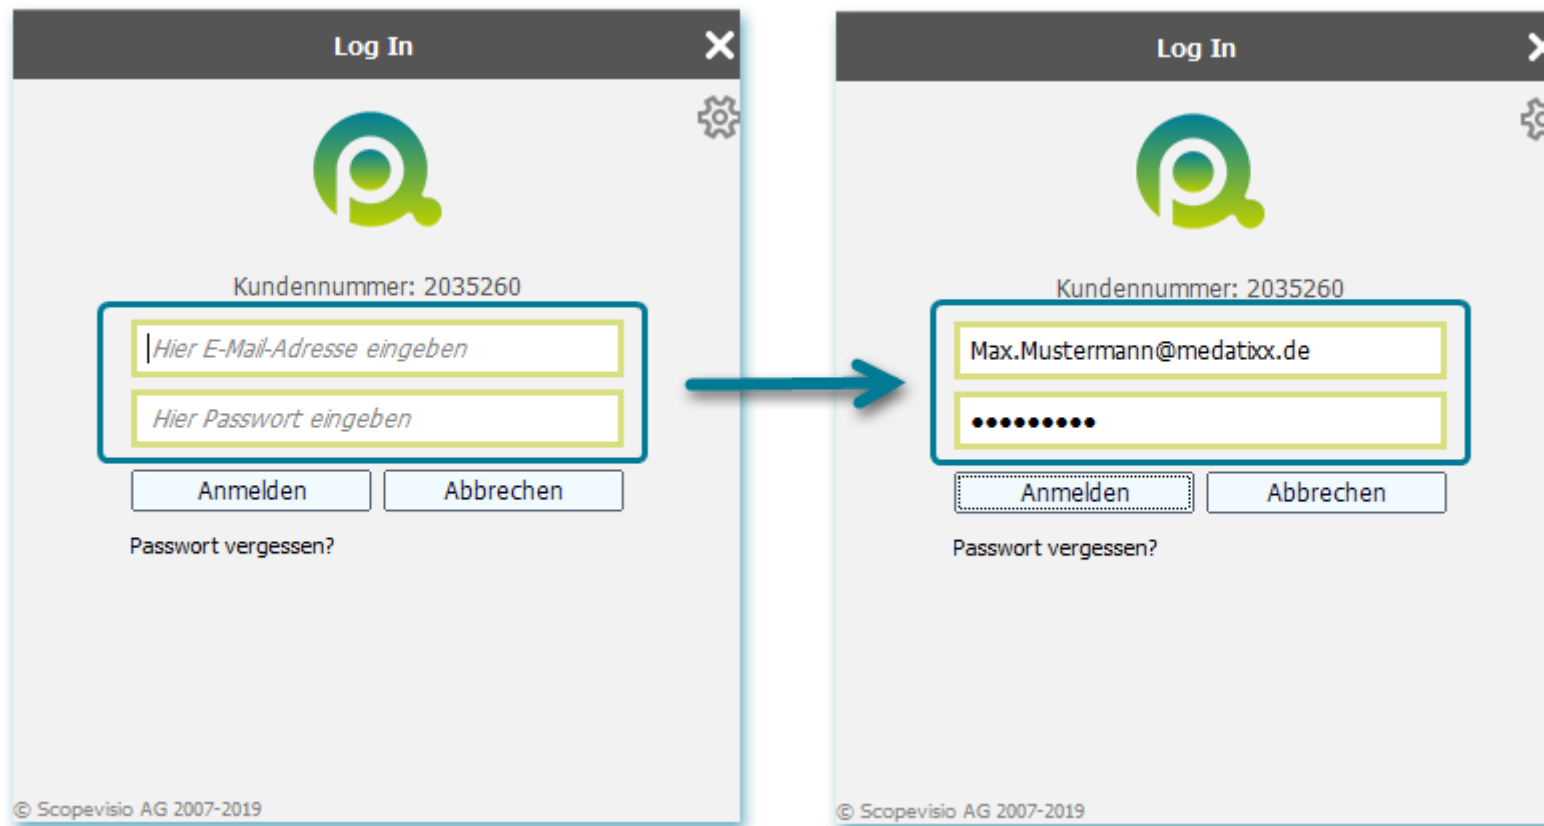 Log In
Kundennummer: 2035260
Hier E-Mail-Adresse eingeben
Hier Passwort eingeben
Anmelden Abbrechen
Passwort vergessen?
© Scopevisio AG 2007-2019
Log In
Kundennummer: 2035260
Max.Mustermann@medatixx.de
•••••••••
Anmelden Abbrechen
Passwort vergessen?
© Scopevisio AG 2007-2019